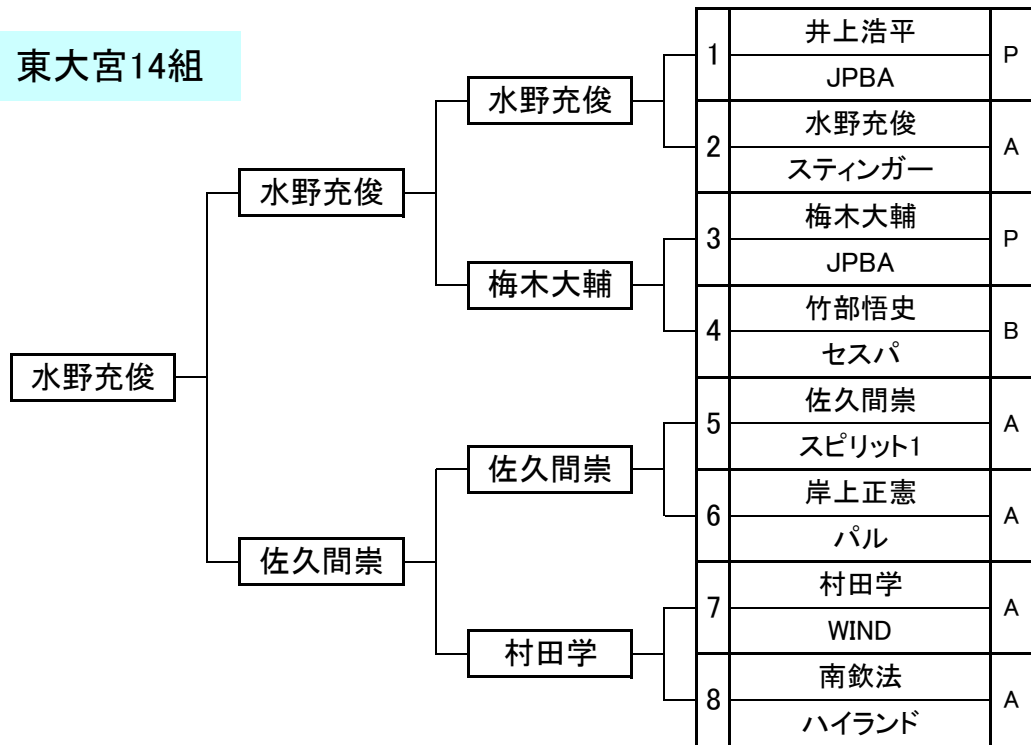 東大宮14組
水野充俊
水野充俊
佐久間崇
水野充俊
梅木大輔
佐久間崇
村田学
1 井上浩平 P
JPBA
2 水野充俊 A
スティンガー
3 梅木大輔 P
JPBA
4 竹部悟史 B
セスパ
5 佐久間崇 A
スピリット1
6 岸上正憲 A
パル
7 村田学 A
WIND
8 南欽法 A
ハイランド